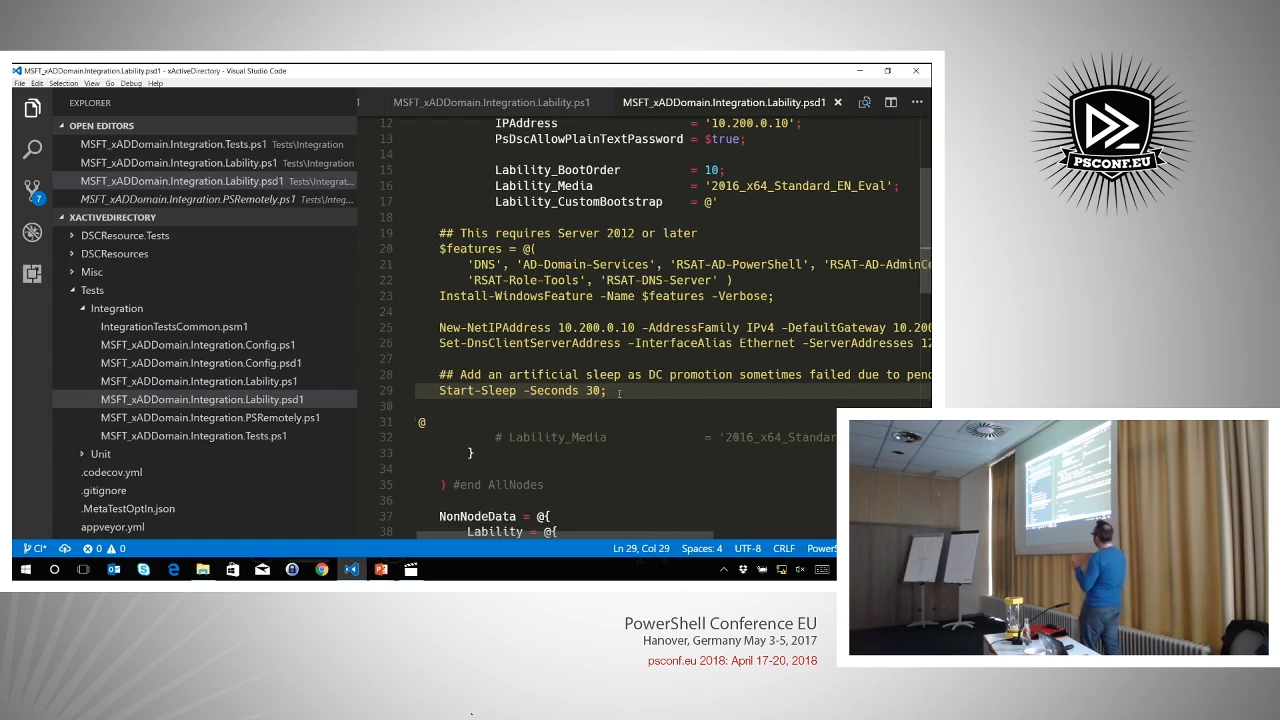 MSFT_xADDomain.Integration.Lability.psd1 - xActiveDirectory - Visual Studio Code
File Edit Selection View Go Debug Help
EXPLORER
OPEN EDITORS
MSFT_xADDomain.Integration.Tests.ps1 Tests\Integration
MSFT_xADDomain.Integration.Lability.ps1 Tests\Integration
MSFT_xADDomain.Integration.Lability.psd1 Tests\Integrat...
MSFT_xADDomain.Integration.PSRemotely.ps1 Tests\Integ...
XACTIVEDIRECTORY
DSCResource.Tests
DSCResources
Misc
Tests
Integration
IntegrationTestsCommon.psm1
MSFT_xADDomain.Integration.Config.ps1
MSFT_xADDomain.Integration.Config.psd1
MSFT_xADDomain.Integration.Lability.ps1
MSFT_xADDomain.Integration.Lability.psd1
MSFT_xADDomain.Integration.PSRemotely.ps1
MSFT_xADDomain.Integration.Tests.ps1
Unit
.codecov.yml
.gitignore
.MetaTestOptIn.json
appveyor.yml
7
1 MSFT_xADDomain.Integration.Lability.ps1 MSFT_xADDomain.Integration.Lability.psd1
12 IPAddress = '10.200.0.10';
13 PsDscAllowPlainTextPassword = $true;
14
15 Lability_BootOrder = 10;
16 Lability_Media = '2016_x64_Standard_EN_Eval';
17 Lability_CustomBootstrap = @'
18
19 ## This requires Server 2012 or later
20 $features = @(
21 'DNS', 'AD-Domain-Services', 'RSAT-AD-PowerShell', 'RSAT-AD-AdminCe
22 'RSAT-Role-Tools', 'RSAT-DNS-Server' )
23 Install-WindowsFeature -Name $features -Verbose;
24
25 New-NetIPAddress 10.200.0.10 -AddressFamily IPv4 -DefaultGateway 10.200
26 Set-DnsClientServerAddress -InterfaceAlias Ethernet -ServerAddresses 12
27
28 ## Add an artificial sleep as DC promotion sometimes failed due to pend
29 Start-Sleep -Seconds 30;
30
31 '@
32 # Lability_Media = '2016_x64_Standar
33 }
34
35 ) #end AllNodes
36
37 NonNodeData = @{
38 Lability = @{
CI* 0 0 Ln 29, Col 29 Spaces: 4 UTF-8 CRLF PowerS
PSCONF.EU
PowerShell Conference EU
Hanover, Germany May 3-5, 2017
psconf.eu 2018: April 17-20, 2018